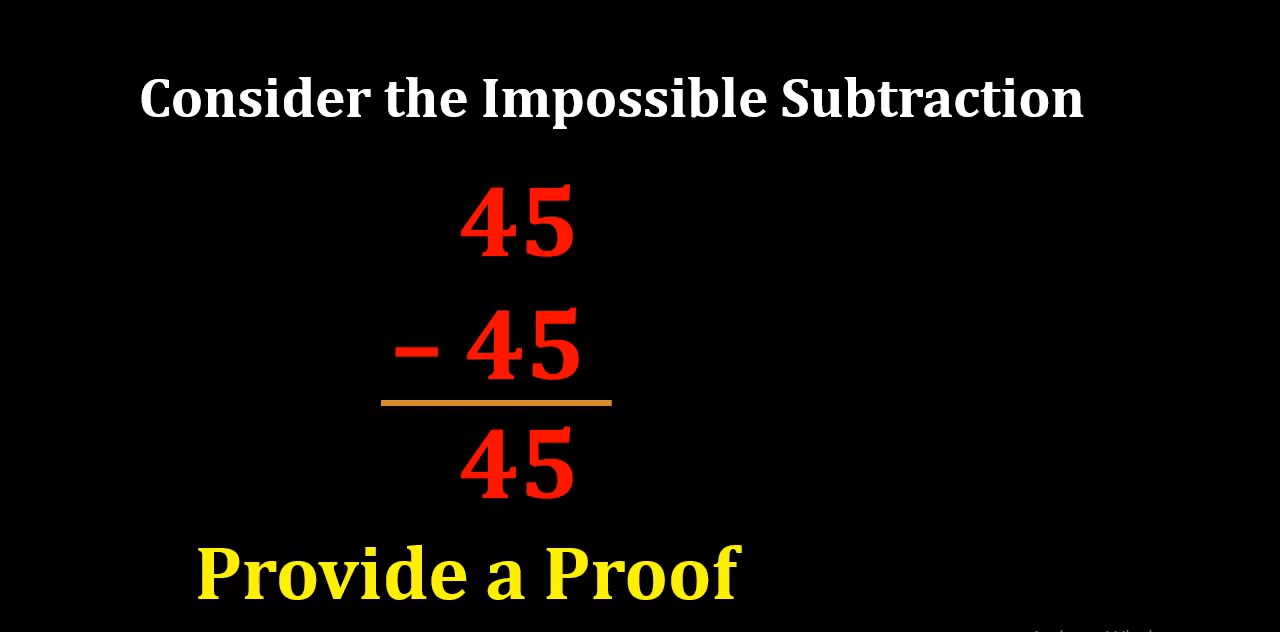 Consider the Impossible Subtraction
45
– 45
45
Provide a Proof